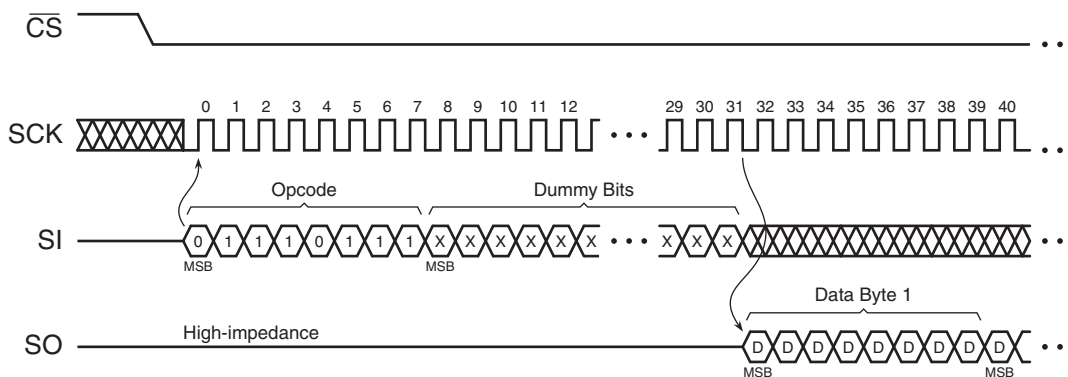 CS
0 1 2 3 4 5 6 7 8 9 10 11 12 29 30 31 32 33 34 35 36 37 38 39 40
SCK
Opcode Dummy Bits
SI 0 1 1 1 0 1 1 1 X X X X X X X X X
MSB MSB
Data Byte 1
High-impedance
SO D D D D D D D D D
MSB MSB